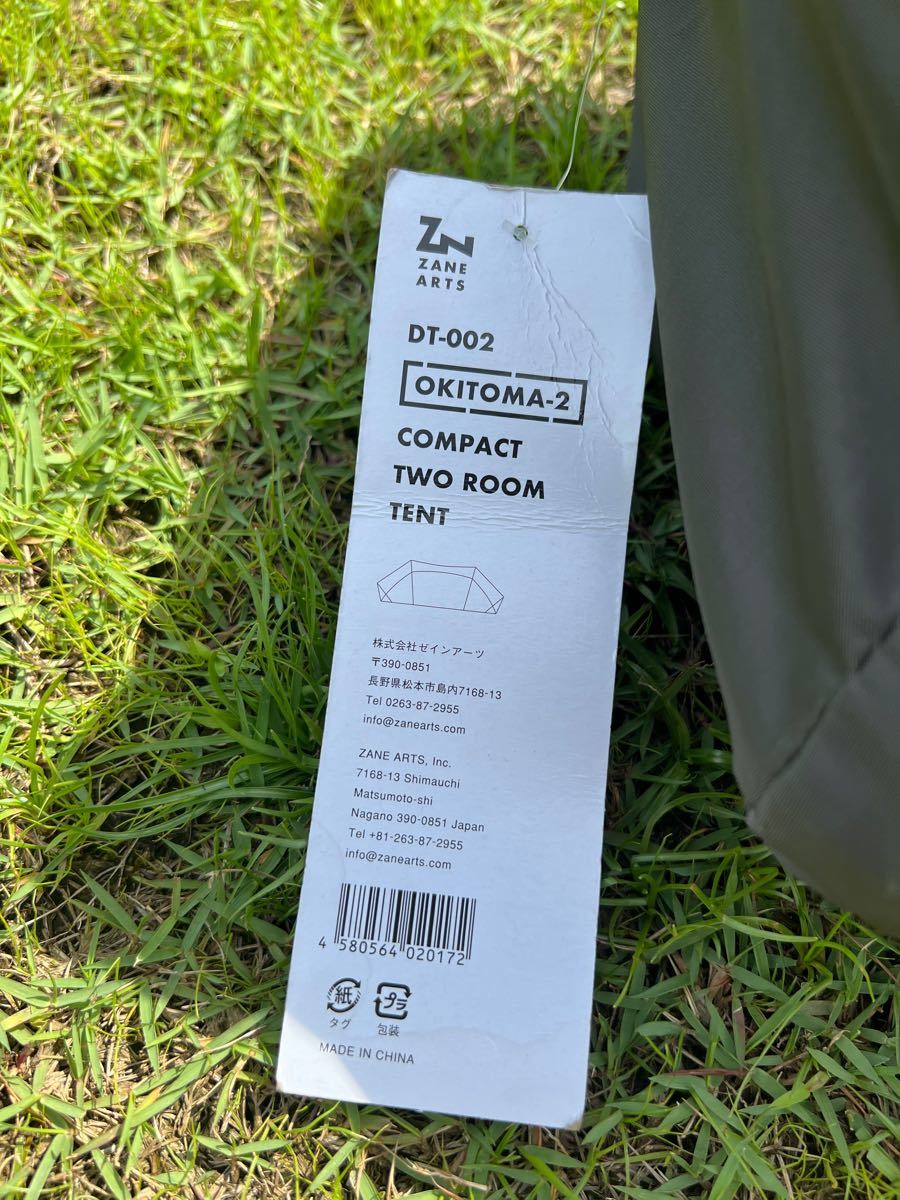 ZN
ZANE
ARTS
DT-002
OKITOMA-2
COMPACT
TWO ROOM
TENT
株式会社ゼインアーツ
〒390-0851
長野県松本市島内7168-13
Tel 0263-87-2955
info@zanearts.com
ZANE ARTS, Inc.
7168-13 Shimauchi
Matsumoto-shi
Nagano 390-0851 Japan
Tel +81-263-87-2955
info@zanearts.com
4 580564 020172
紙 プラ
タグ 包装
MADE IN CHINA